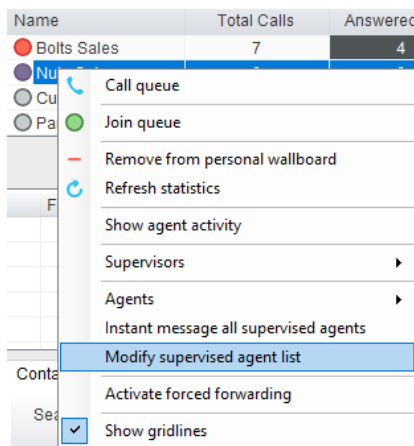 Name Total Calls Answered
Bolts Sales 7 4
Call queue
Join queue
Remove from personal wallboard
Refresh statistics
Show agent activity
Supervisors
Agents
Instant message all supervised agents
Modify supervised agent list
Activate forced forwarding
Show gridlines